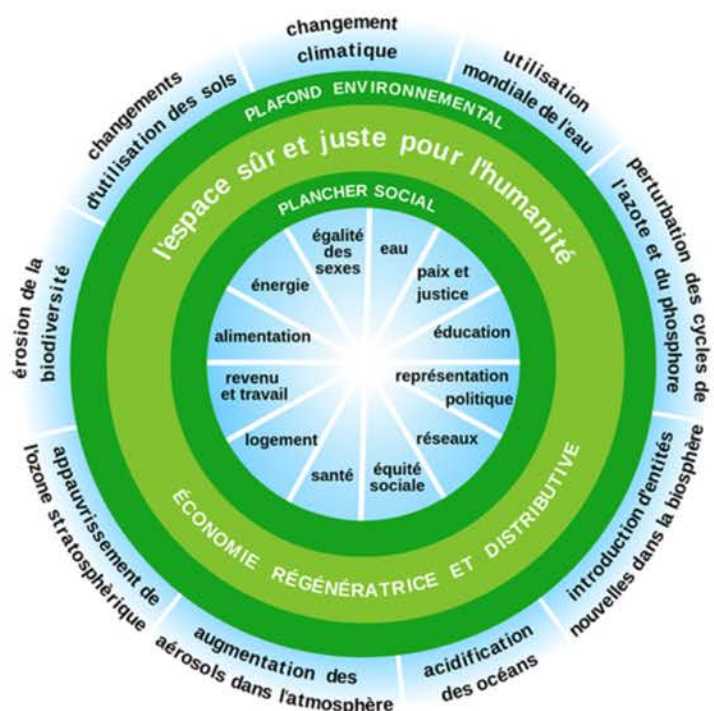 changement
climatique
utilisation
mondiale de l'eau
perturbation des cycles de
l'azote et du phosphore
introduction d'entités
nouvelles dans la biosphère
acidification
des océans
augmentation des
aérosols dans l'atmosphère
appauvrissement de
l'ozone stratosphèrique
érosion de la
biodiversité
changements
d'utilisation des sols
PLAFOND ENVIRONNEMENTAL
l'espace sûr et juste pour l'humanité
PLANCHER SOCIAL
eau
paix et
justice
éducation
représentation
politique
réseaux
équité
sociale
santé
logement
revenu
et travail
alimentation
énergie
égalité
des
sexes
ÉCONOMIE RÉGÉNÉRATRICE ET DISTRIBUTIVE